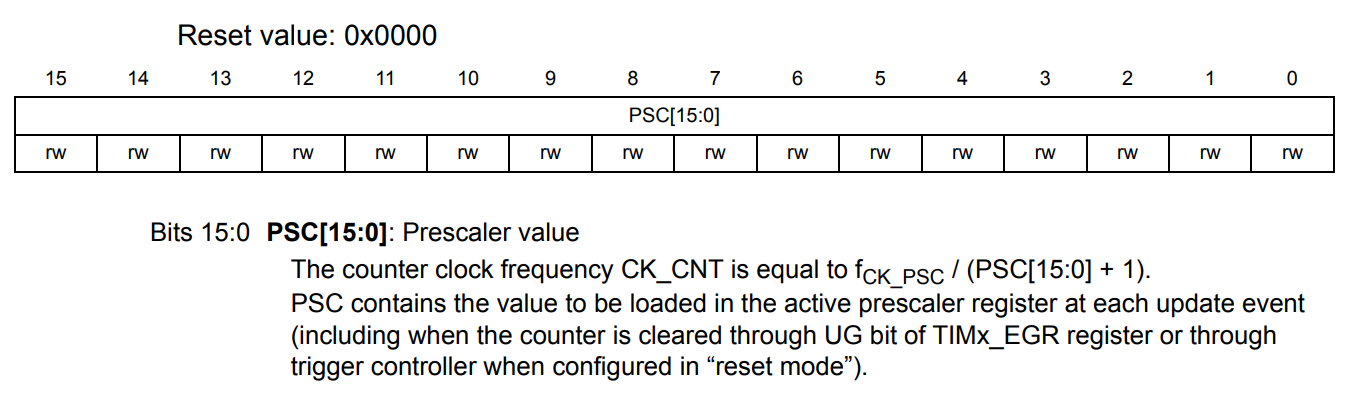 Reset value: 0x0000
15 14 13 12 11 10 9 8 7 6 5 4 3 2 1 0
PSC[15:0]
rw rw rw rw rw rw rw rw rw rw rw rw rw rw rw rw
Bits 15:0 PSC[15:0]: Prescaler value
The counter clock frequency CK_CNT is equal to fCK_PSC / (PSC[15:0] + 1).
PSC contains the value to be loaded in the active prescaler register at each update event
(including when the counter is cleared through UG bit of TIMx_EGR register or through
trigger controller when configured in “reset mode”).